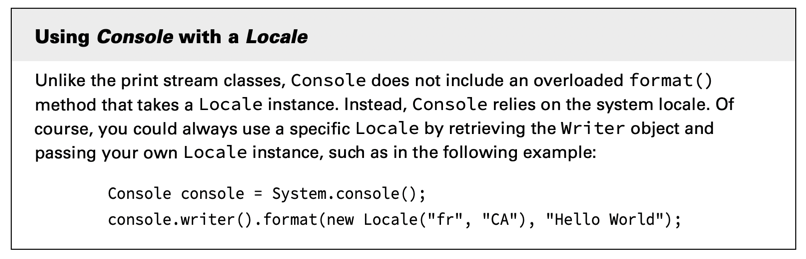 Using Console with a Locale
Unlike the print stream classes, Console does not include an overloaded format()
method that takes a Locale instance. Instead, Console relies on the system locale. Of
course, you could always use a specific Locale by retrieving the Writer object and
passing your own Locale instance, such as in the following example:
Console console = System.console();
console.writer().format(new Locale("fr", "CA"), "Hello World");